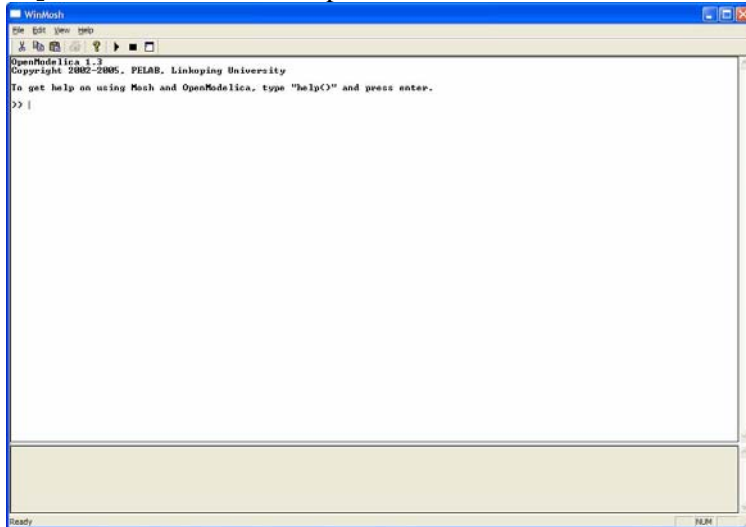 WinMosh
File Edit View Help
OpenModelica 1.3
Copyright 2002-2005, PELAB, Linkoping University
To get help on using Mosh and OpenModelica, type "help()" and press enter.
>>
Ready NUM